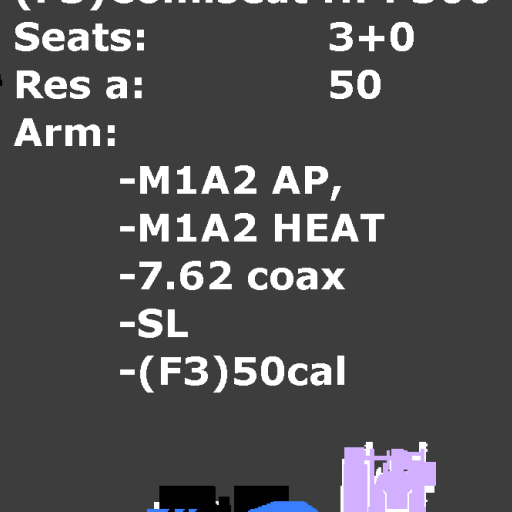 Seats: 3+0
Res a: 50
Arm:
-M1A2 AP,
-M1A2 HEAT
-7.62 coax
-SL
-(F3)50cal